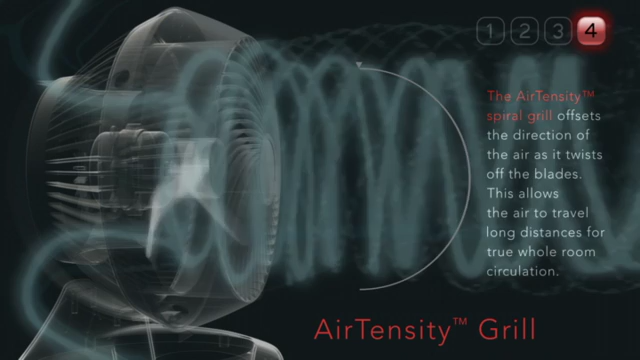 1 2 3 4
The AirTensity™
spiral grill offsets
the direction of
the air as it twists
off the blades.
This allows
the air to travel
long distances for
true whole room
circulation.
AirTensity™ Grill